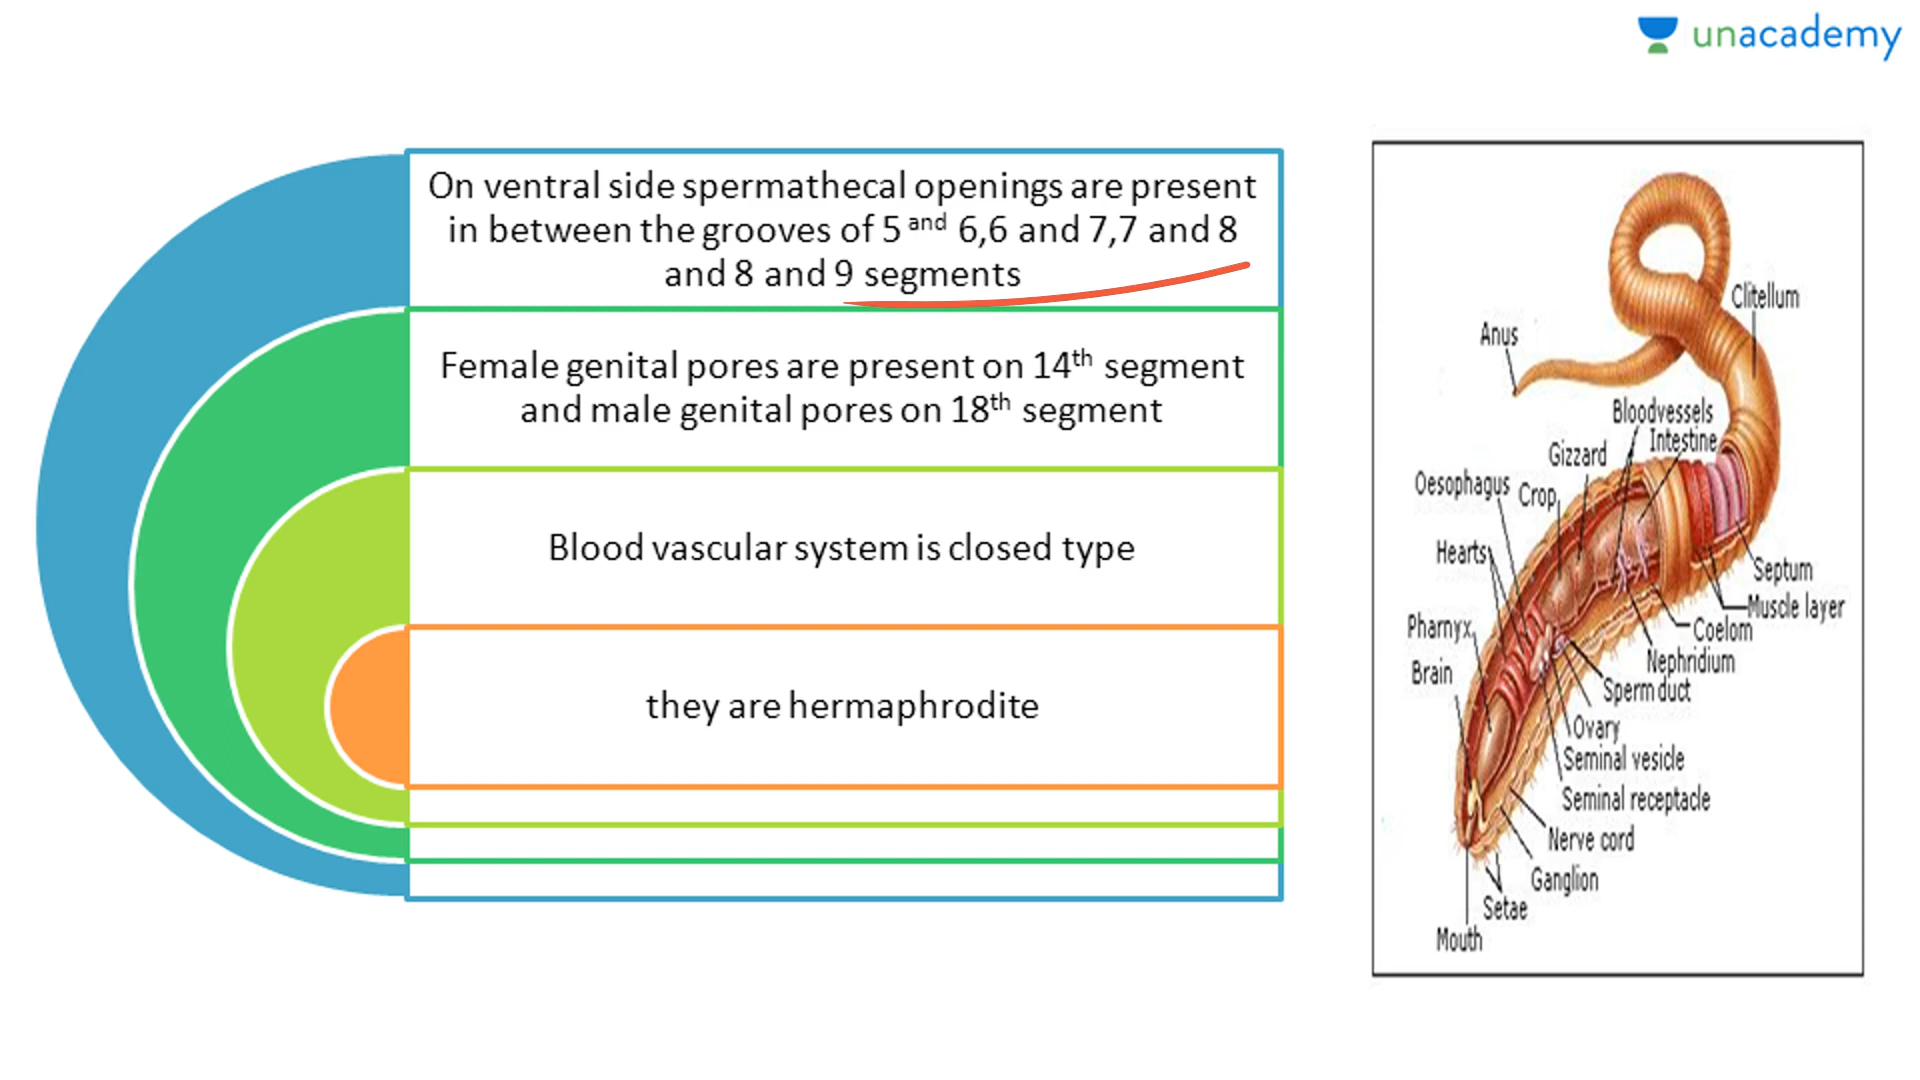 unacademy
On ventral side spermathecal openings are present
in between the grooves of 5 and 6,6 and 7,7 and 8
and 8 and 9 segments
Female genital pores are present on 14th segment
and male genital pores on 18th segment
Blood vascular system is closed type
they are hermaphrodite
Clitellum
Anus
Bloodvessels
Intestine
Gizzard
Oesophagus
Crop
Hearts
Septum
Muscle layer
Pharnyx
Coelom
Nephridium
Brain
Sperm duct
Ovary
Seminal vesicle
Seminal receptacle
Nerve cord
Ganglion
Setae
Mouth